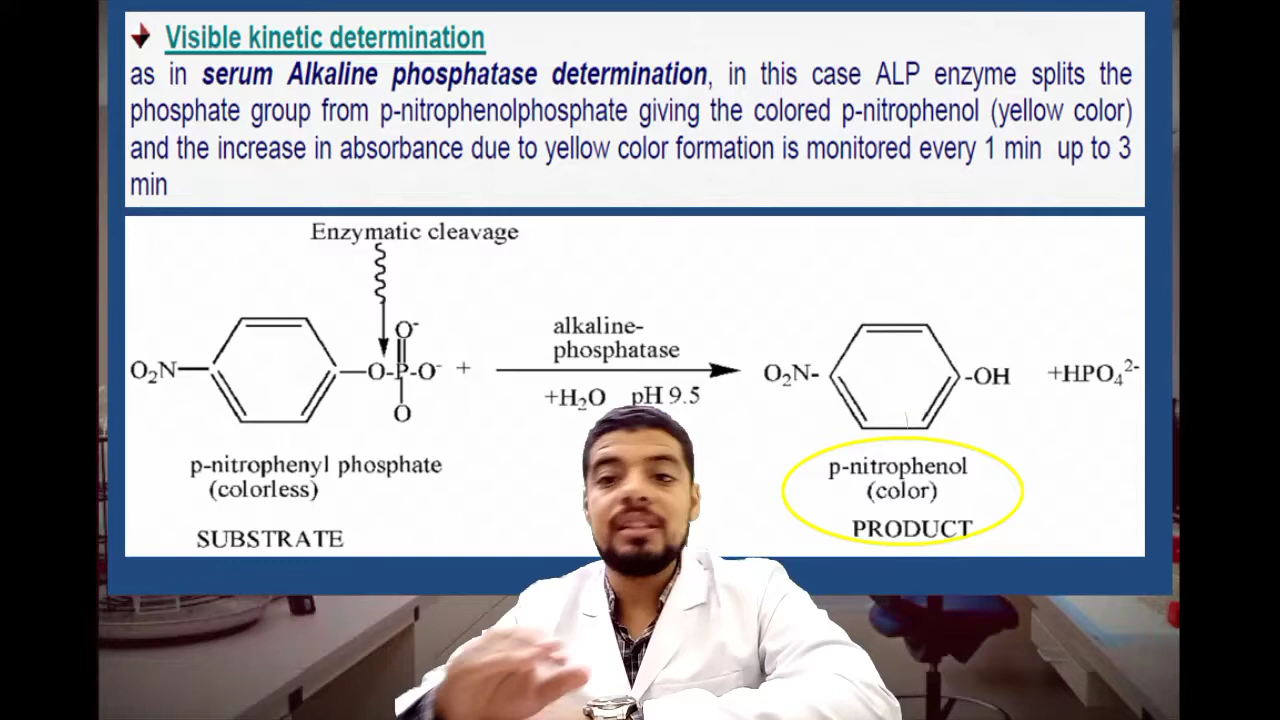 Visible kinetic determination
as in serum Alkaline phosphatase determination, in this case ALP enzyme splits the
phosphate group from p-nitrophenolphosphate giving the colored p-nitrophenol (yellow color)
and the increase in absorbance due to yellow color formation is monitored every 1 min up to 3
min
Enzymatic cleavage
O₂N
O-P-O⁻
O⁻
O
+
alkaline-
phosphatase
+H₂O pH 9.5
O₂N-
-OH
+HPO₄²⁻
p-nitrophenyl phosphate
(colorless)
SUBSTRATE
p-nitrophenol
(color)
PRODUCT